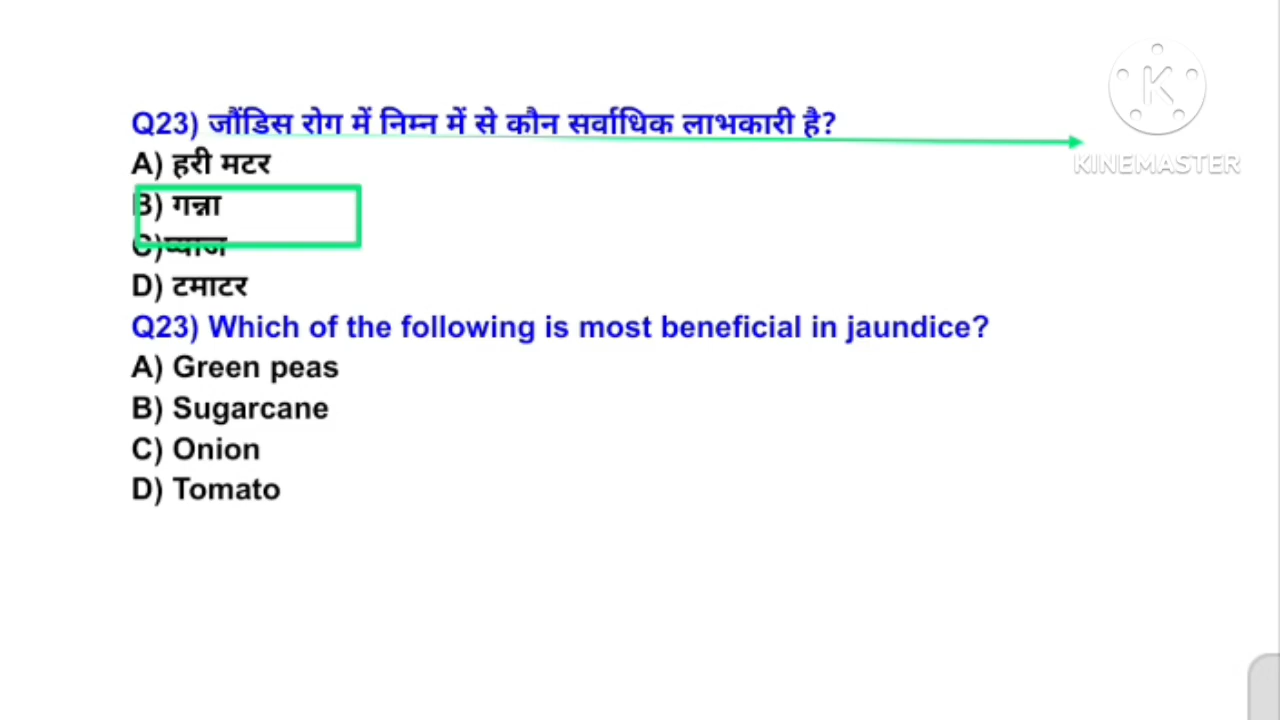 Q23) जौंडिस रोग में निम्न में से कौन सर्वाधिक लाभकारी है?
A) हरी मटर
B) गन्ना
C)प्याज
D) टमाटर
Q23) Which of the following is most beneficial in jaundice?
A) Green peas
B) Sugarcane
C) Onion
D) Tomato
K
KINEMASTER